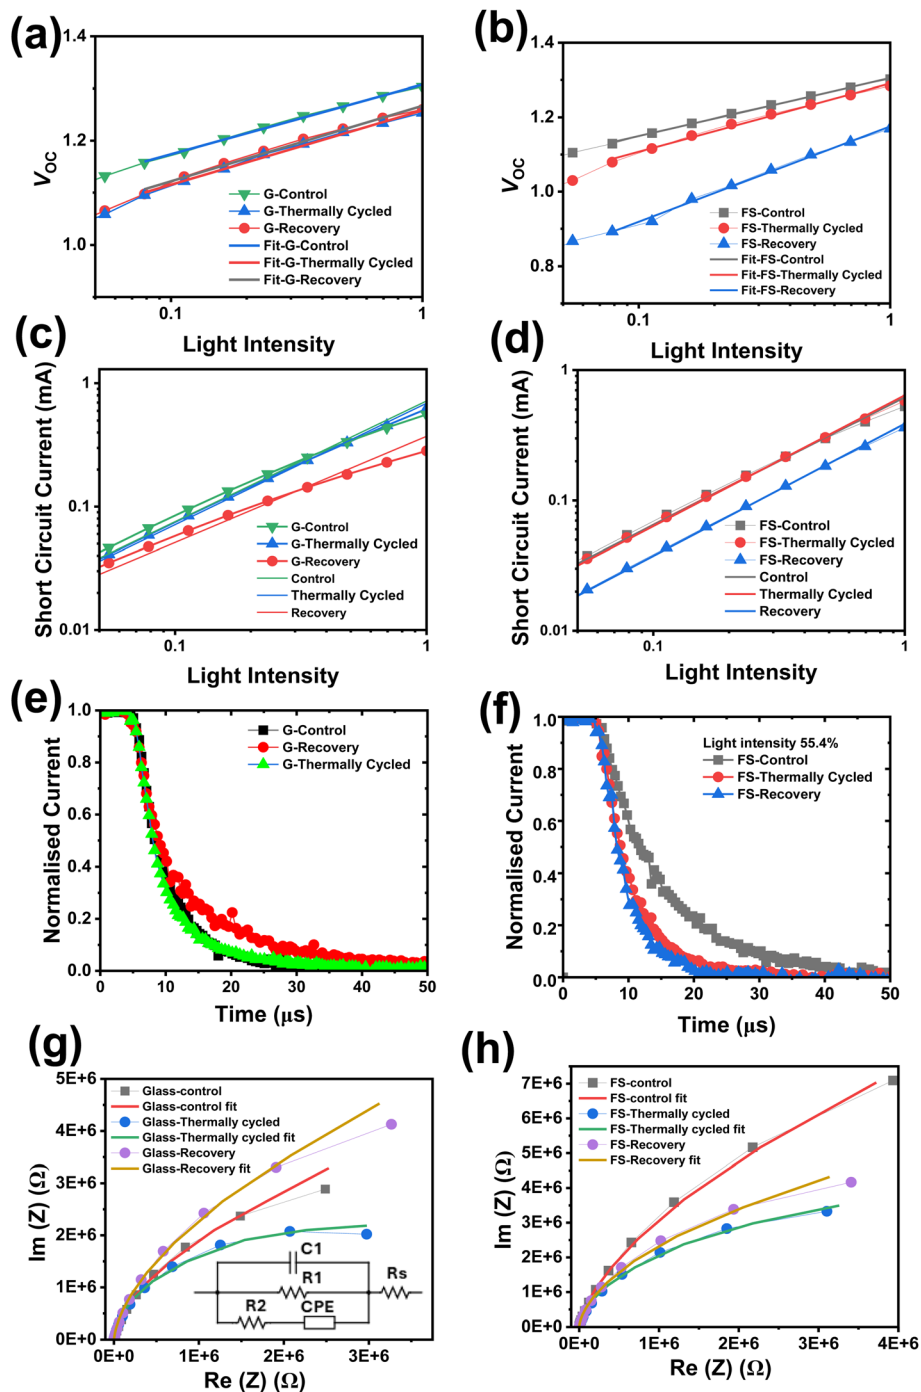 (a)
1.4
1.2
1.0
V_OC
G-Control
G-Thermally Cycled
G-Recovery
Fit-G-Control
Fit-G-Thermally Cycled
Fit-G-Recovery
0.1
1
Light Intensity
(b)
1.4
1.2
1.0
0.8
V_OC
FS-Control
FS-Thermally Cycled
FS-Recovery
Fit-FS-Control
Fit-FS-Thermally Cycled
Fit-FS-Recovery
0.1
1
Light Intensity
(c)
1
0.1
0.01
Short Circuit Current (mA)
G-Control
G-Thermally Cycled
G-Recovery
Control
Thermally Cycled
Recovery
0.1
1
Light Intensity
(d)
1
0.1
0.01
Short Circuit Current (mA)
FS-Control
FS-Thermally Cycled
FS-Recovery
Control
Thermally Cycled
Recovery
0.1
1
Light Intensity
(e)
1.0
0.8
0.6
0.4
0.2
0.0
Normalised Current
G-Control
G-Recovery
G-Thermally Cycled
0 10 20 30 40 50
Time (μs)
(f)
1.0
0.8
0.6
0.4
0.2
0.0
Normalised Current
Light intensity 55.4%
FS-Control
FS-Thermally Cycled
FS-Recovery
0 10 20 30 40 50
Time (μs)
(g)
5E+6
4E+6
3E+6
2E+6
1E+6
0E+0
Im (Z) (Ω)
Glass-control
Glass-control fit
Glass-Thermally cycled
Glass-Thermally cycled fit
Glass-Recovery
Glass-Recovery fit
C1
R1
Rs
R2
CPE
0E+0 1E+6 2E+6 3E+6
Re (Z) (Ω)
(h)
7E+6
6E+6
5E+6
4E+6
3E+6
2E+6
1E+6
0E+0
Im (Z) (Ω)
FS-control
FS-control fit
FS-Thermally cycled
FS-Thermally cycled fit
FS-Recovery
FS-Recovery fit
0E+0 1E+6 2E+6 3E+6 4E+6
Re (Z) (Ω)